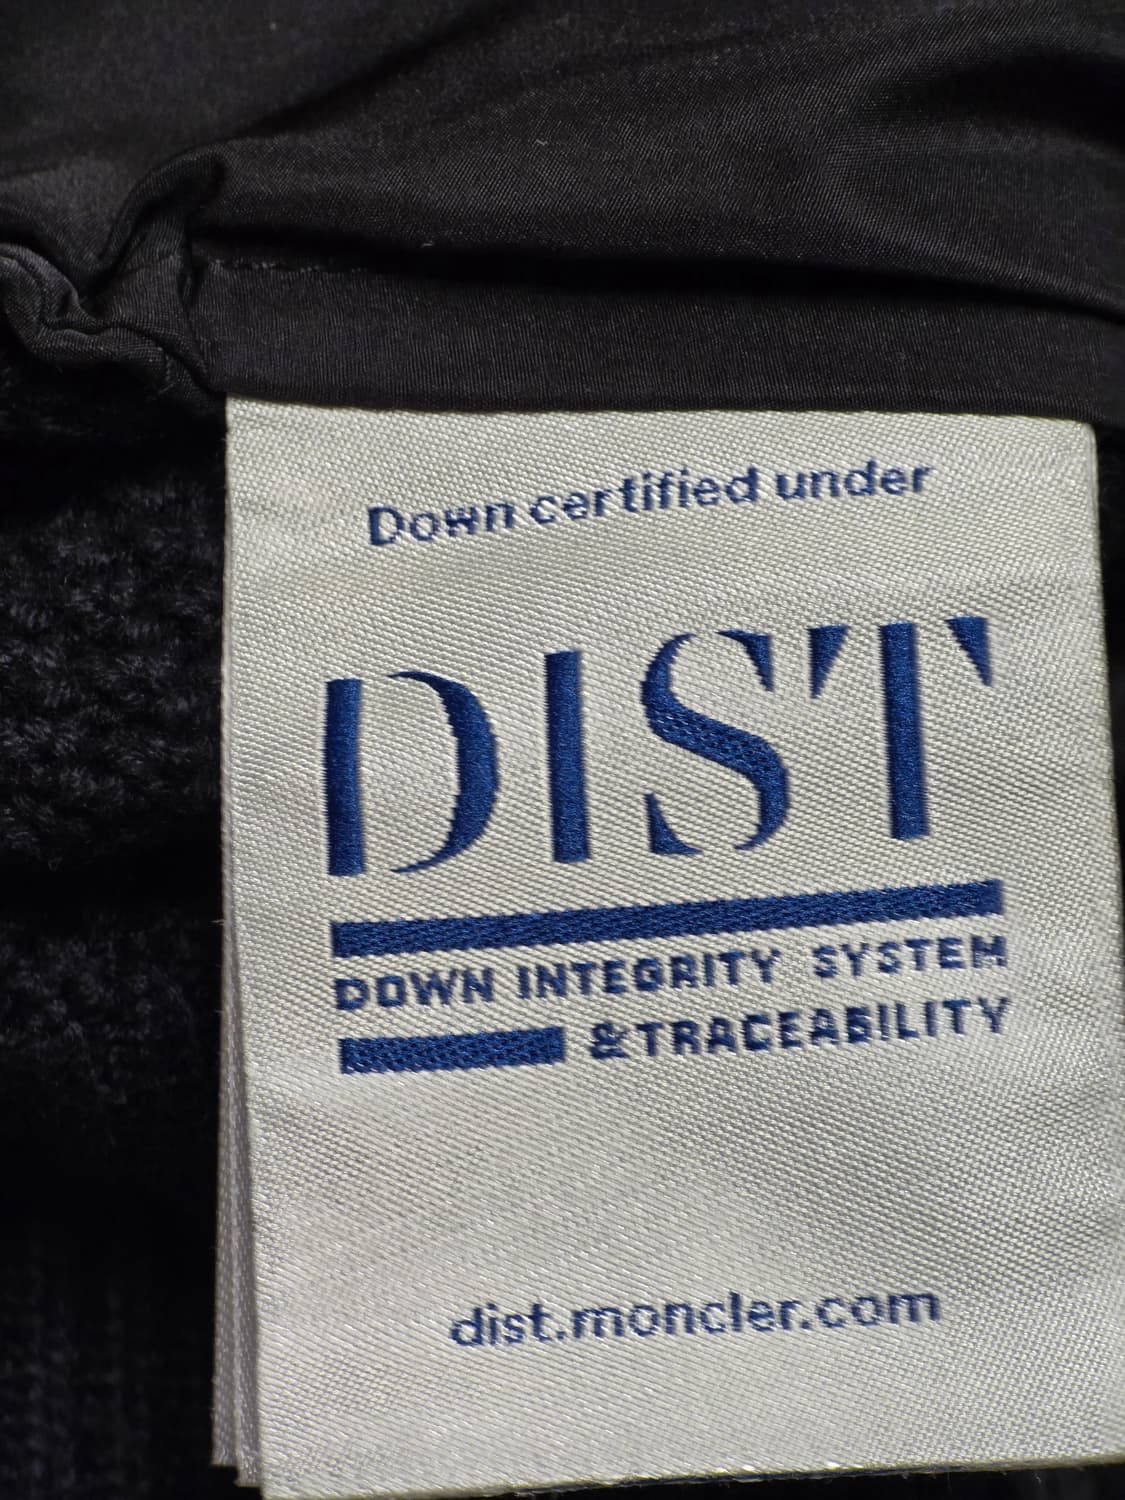 Down certified under
DIST
DOWN INTEGRITY SYSTEM
&TRACEABILITY
dist.moncler.com